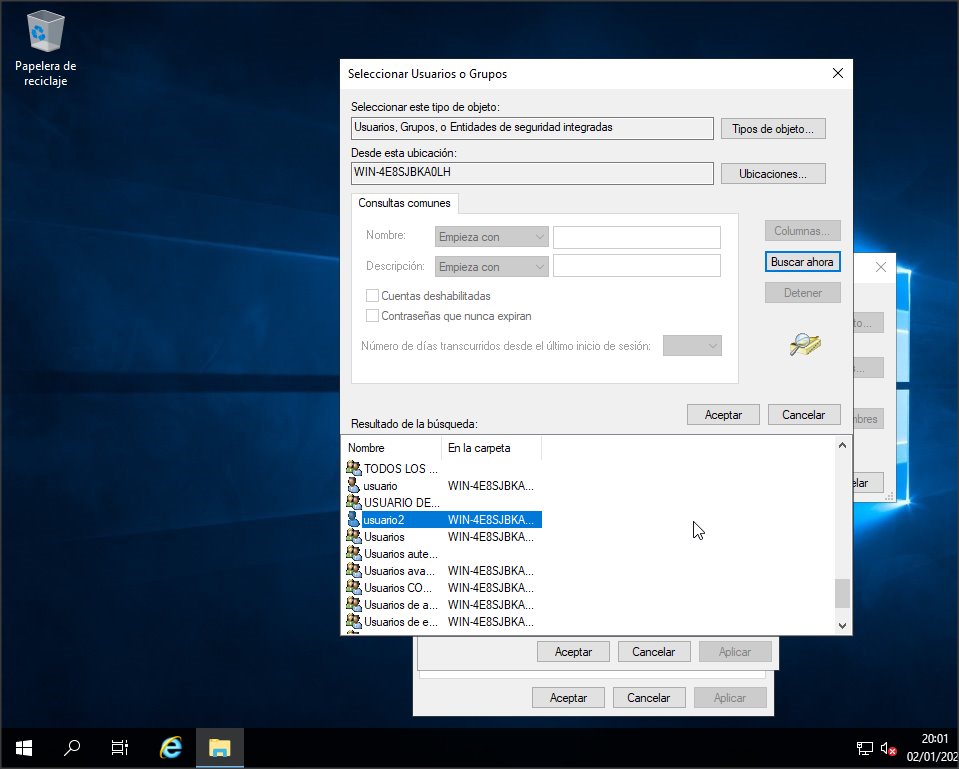 Papelera de
reciclaje
Seleccionar Usuarios o Grupos
Seleccionar este tipo de objeto:
Usuarios, Grupos, o Entidades de seguridad integradas
Tipos de objeto...
Desde esta ubicación:
WIN-4E8SJBKA0LH
Ubicaciones...
Consultas comunes
Nombre:
Empieza con
Columnas...
Descripción:
Empieza con
Buscar ahora
Cuentas deshabilitadas
Detener
Contraseñas que nunca expiran
Número de días transcurridos desde el último inicio de sesión:
to...
s...
Aceptar
Cancelar
mbres
Resultado de la búsqueda:
Nombre
En la carpeta
TODOS LOS ...
usuario
WIN-4E8SJBKA...
elar
USUARIO DE...
usuario2
WIN-4E8SJBKA...
Usuarios
WIN-4E8SJBKA...
Usuarios aute...
Usuarios ava...
WIN-4E8SJBKA...
Usuarios CO...
WIN-4E8SJBKA...
Usuarios de a...
WIN-4E8SJBKA...
Usuarios de e...
WIN-4E8SJBKA...
Aceptar
Cancelar
Aplicar
Aceptar
Cancelar
Aplicar
20:01
02/01/202